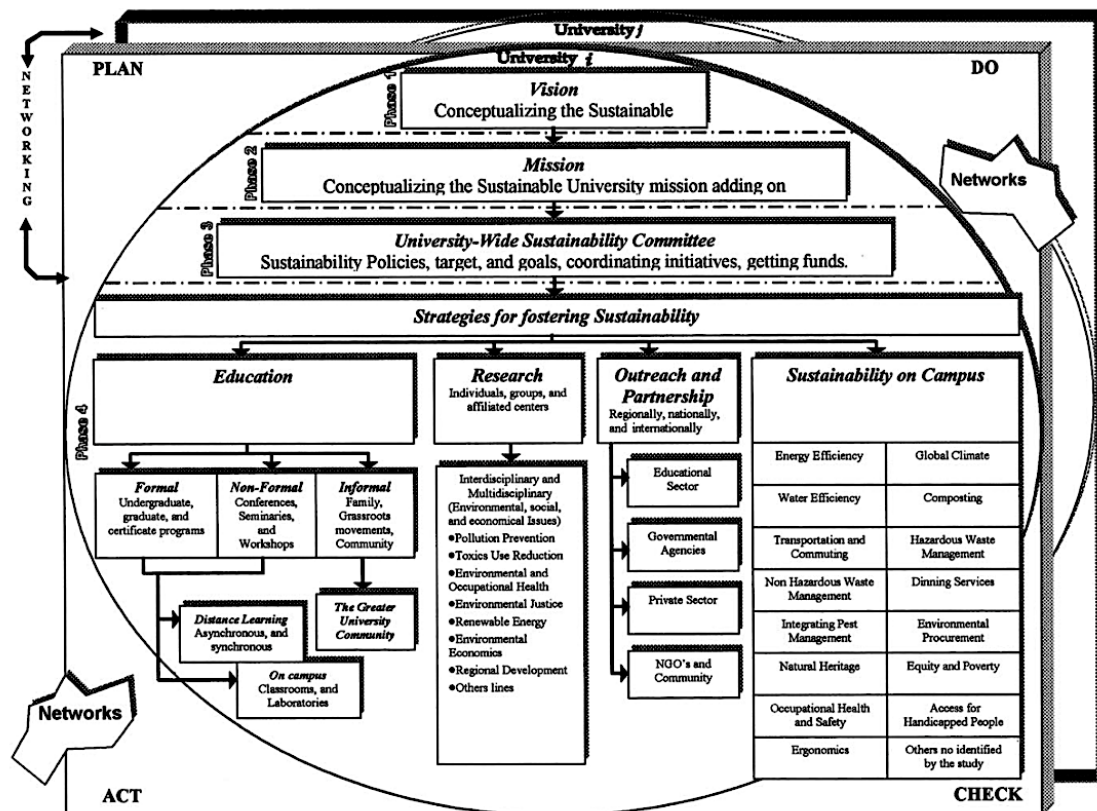 University j
PLAN
DO
NETWORKING
University i
Phase 1
Vision
Conceptualizing the Sustainable
Phase 2
Mission
Conceptualizing the Sustainable University mission adding on
Networks
Phase 3
University-Wide Sustainability Committee
Sustainability Policies, target, and goals, coordinating initiatives, getting funds.
Strategies for fostering Sustainability
Phase 4
Education
Formal
Undergraduate,
graduate, and
certificate programs
Non-Formal
Conferences,
Seminaries,
and
Workshops
Informal
Family,
Grassroots
movements,
Community
Distance Learning
Asynchronous, and
synchronous
On campus
Classrooms, and
Laboratories
The Greater
University
Community
Research
Individuals, groups, and
affiliated centers
Interdisciplinary and
Multidisciplinary
(Environmental, social,
and economical Issues)
●Pollution Prevention
●Toxics Use Reduction
●Environmental and
Occupational Health
●Environmental Justice
●Renewable Energy
●Environmental
Economics
●Regional Development
●Others lines
Outreach and
Partnership
Regionally, nationally,
and internationally
Educational
Sector
Governmental
Agencies
Private Sector
NGO's and
Community
Sustainability on Campus
Energy Efficiency
Global Climate
Water Efficiency
Composting
Transportation and
Commuting
Hazardous Waste
Management
Non Hazardous Waste
Management
Dinning Services
Integrating Pest
Management
Environmental
Procurement
Natural Heritage
Equity and Poverty
Occupational Health
and Safety
Access for
Handicapped People
Ergonomics
Others no identified
by the study
Networks
ACT
CHECK